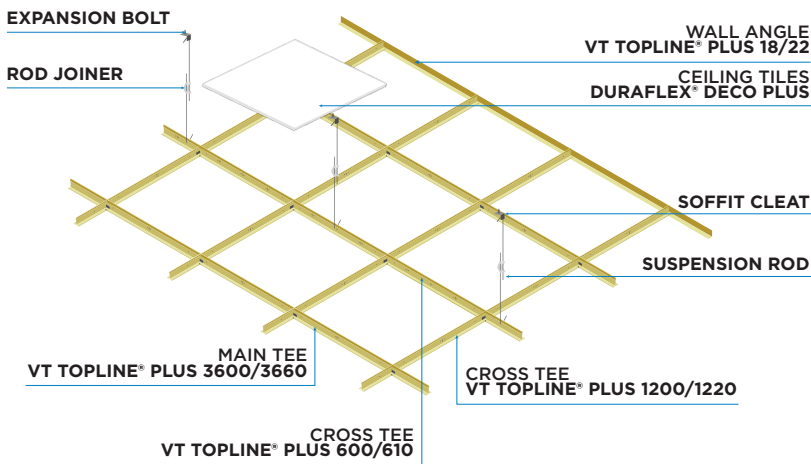 EXPANSION BOLT
ROD JOINER
WALL ANGLE
VT TOPLINE® PLUS 18/22
CEILING TILES
DURAFLEX® DECO PLUS
SOFFIT CLEAT
SUSPENSION ROD
MAIN TEE
VT TOPLINE® PLUS 3600/3660
CROSS TEE
VT TOPLINE® PLUS 1200/1220
CROSS TEE
VT TOPLINE® PLUS 600/610